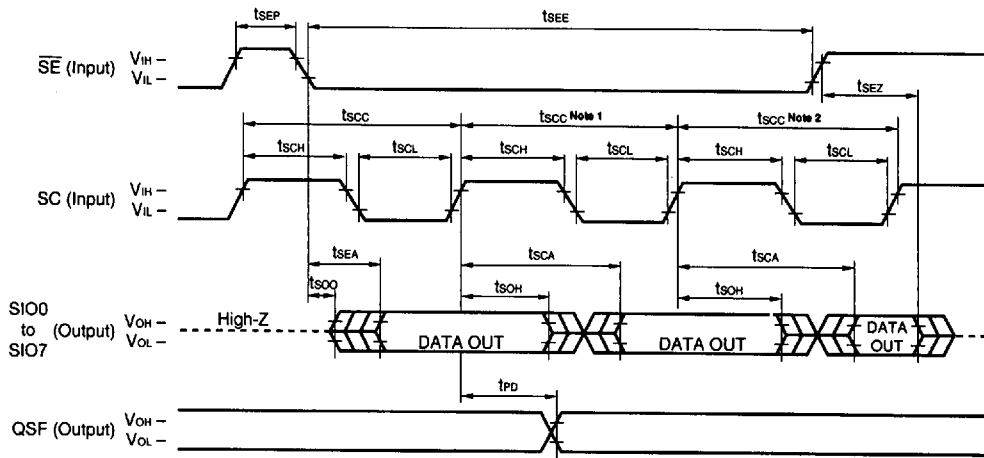 tSEP
tSEE
SE (Input)
VIH
VIL
tSEZ
tSCC
tSCC Note 1
tSCC Note 2
tSCH
tSCL
tSCH
tSCL
tSCH
tSCL
SC (Input)
VIH
VIL
tSEA
tSCA
tSCA
tSOO
tSOH
tSOH
SIO0
to
SIO7
(Output)
VOH
VOL
High-Z
DATA OUT
DATA OUT
DATA
OUT
tPD
QSF (Output)
VOH
VOL